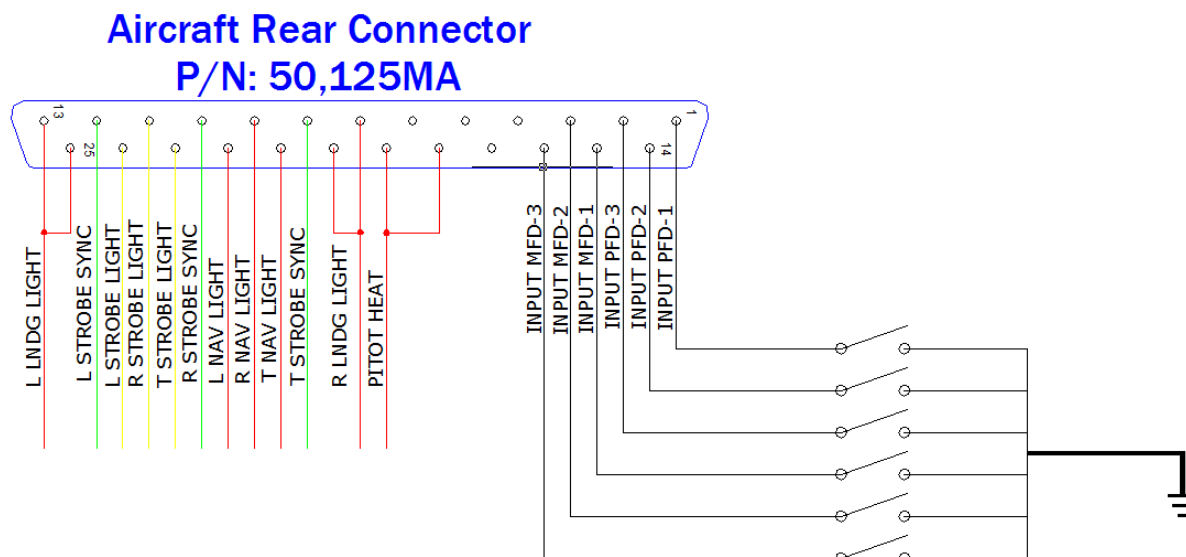 Aircraft Rear Connector
P/N: 50,125MA
13
1
25
14
L LNDG LIGHT
L STROBE SYNC
L STROBE LIGHT
R STROBE LIGHT
T STROBE LIGHT
R STROBE SYNC
L NAV LIGHT
R NAV LIGHT
T NAV LIGHT
T STROBE SYNC
R LNDG LIGHT
PITOT HEAT
INPUT MFD-3
INPUT MFD-2
INPUT MFD-1
INPUT PFD-3
INPUT PFD-2
INPUT PFD-1